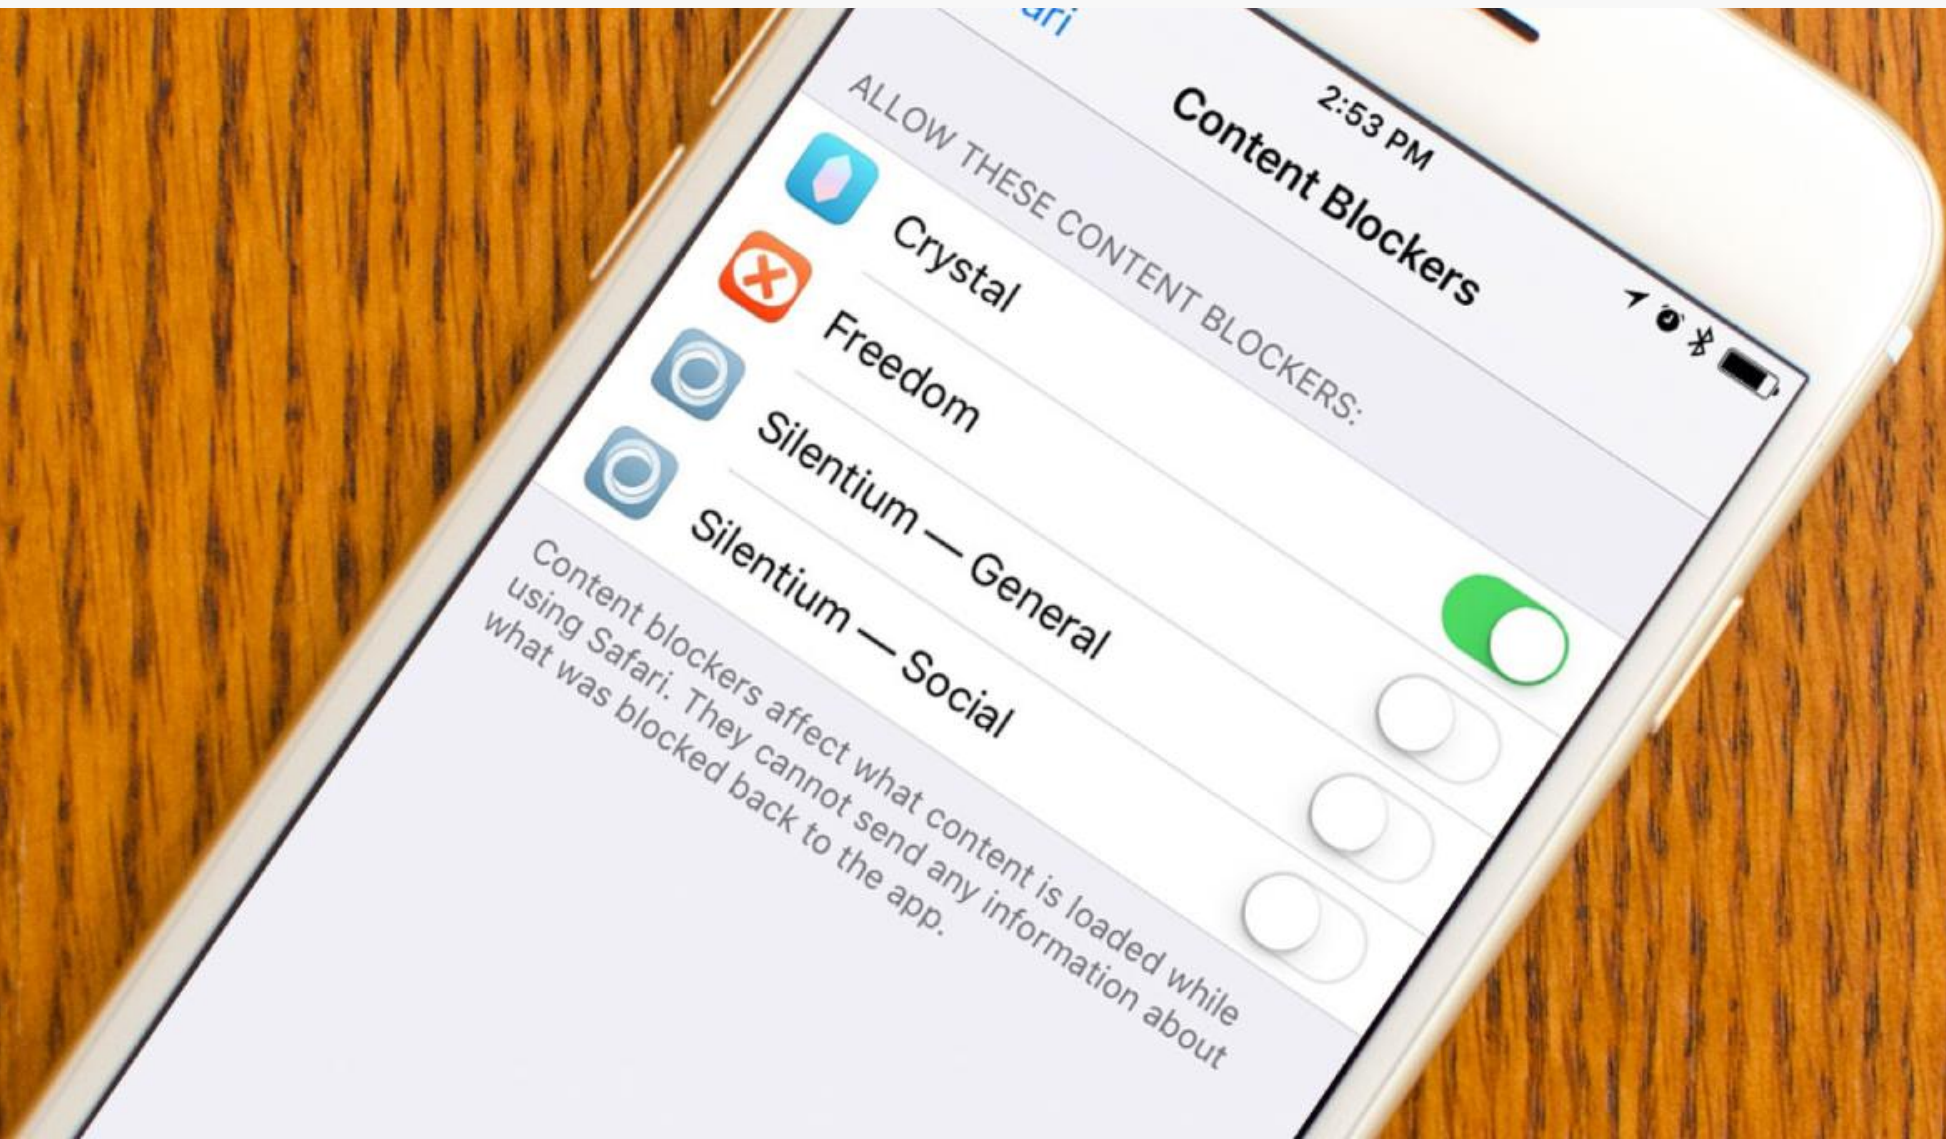 2:53 PM
Content Blockers
ALLOW THESE CONTENT BLOCKERS:
Crystal
Freedom
Silentium — General
Silentium — Social
Content blockers affect what content is loaded while
using Safari. They cannot send any information about
what was blocked back to the app.